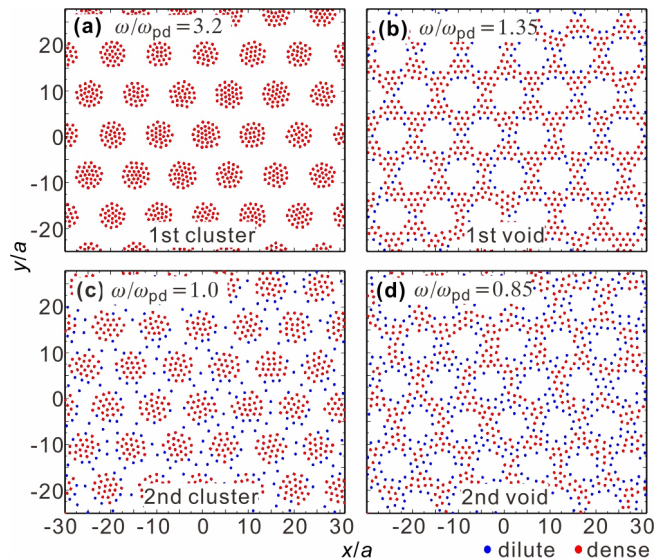 (a) ω/ωpd=3.2
(b) ω/ωpd=1.35
20
10
0
-10
-20
1st cluster
1st void
y/a
(c) ω/ωpd=1.0
(d) ω/ωpd=0.85
20
10
0
-10
-20
2nd cluster
2nd void
-30 -20 -10 0 10 20 30 -20 -10 0 10 20 30
x/a
dilute dense